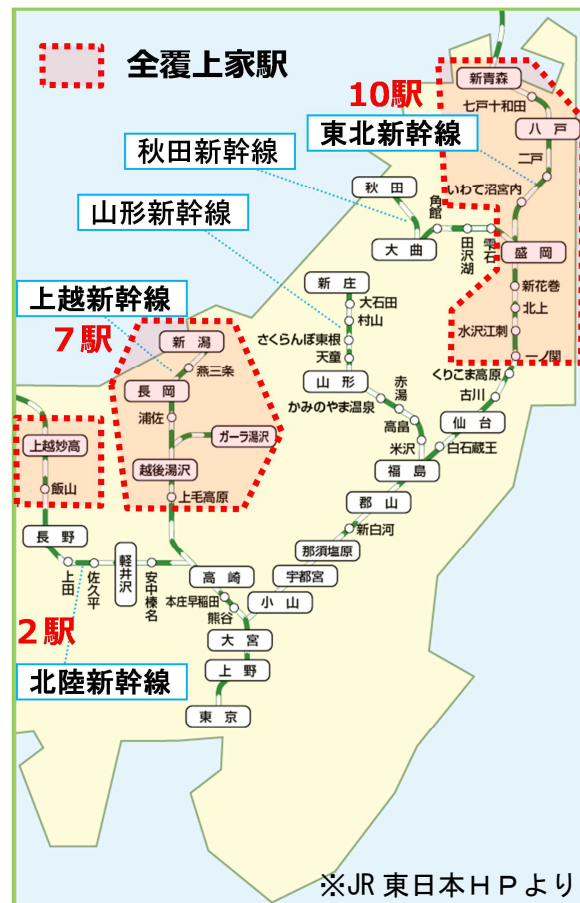 全覆上家駅
10駅
東北新幹線
秋田新幹線
山形新幹線
上越新幹線
7駅
2駅
北陸新幹線
新青森
七戸十和田
八戸
二戸
いわて沼宮内
盛岡
新花巻
北上
水沢江刺
一ノ関
くりこま高原
古川
仙台
白石蔵王
福島
郡山
新白河
那須塩原
宇都宮
小山
大宮
上野
東京
秋田
大曲
角館
田沢湖
雫石
新庄
大石田
村山
さくらんぼ東根
天童
山形
かみのやま温泉
赤湯
高畠
米沢
新潟
燕三条
長岡
浦佐
ガーラ湯沢
越後湯沢
上毛高原
高崎
本庄早稲田
熊谷
上越妙高
飯山
長野
上田
佐久平
軽井沢
安中榛名
※JR東日本HPより